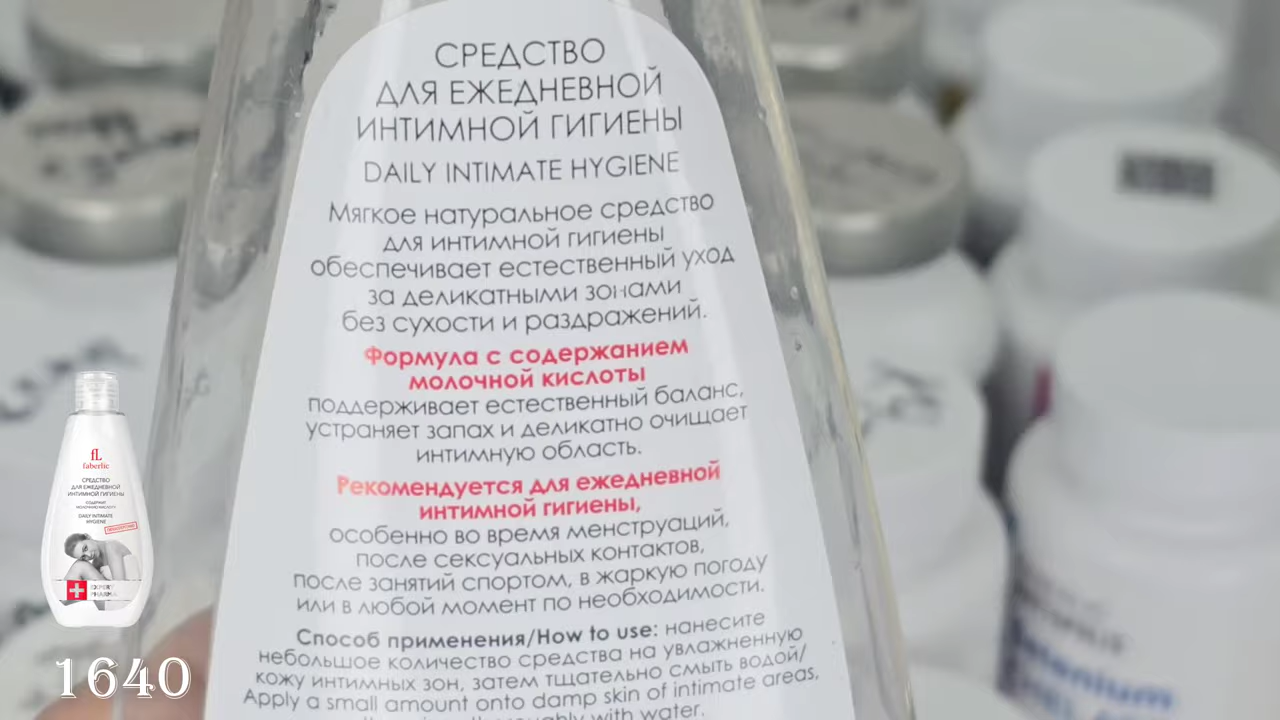 СРЕДСТВО
ДЛЯ ЕЖЕДНЕВНОЙ
ИНТИМНОЙ ГИГИЕНЫ
DAILY INTIMATE HYGIENE
Мягкое натуральное средство
для интимной гигиены
обеспечивает естественный уход
за деликатными зонами
без сухости и раздражений.
Формула с содержанием
молочной кислоты
поддерживает естественный баланс,
устраняет запах и деликатно очищает
интимную область.
Рекомендуется для ежедневной
интимной гигиены,
особенно во время менструаций,
после сексуальных контактов,
после занятий спортом, в жаркую погоду
или в любой момент по необходимости.
Способ применения/How to use: нанесите
небольшое количество средства на увлажненную
кожу интимных зон, затем тщательно смыть водой/
Apply a small amount onto damp skin of intimate areas,
with water.
fL
faberlic
СРЕДСТВО
ДЛЯ ЕЖЕДНЕВНОЙ
ИНТИМНОЙ ГИГИЕНЫ
СОДЕРЖИТ
МОЛОЧНУЮ КИСЛОТУ
DAILY INTIMATE
HYGIENE
EXPERT
PHARMA
1640